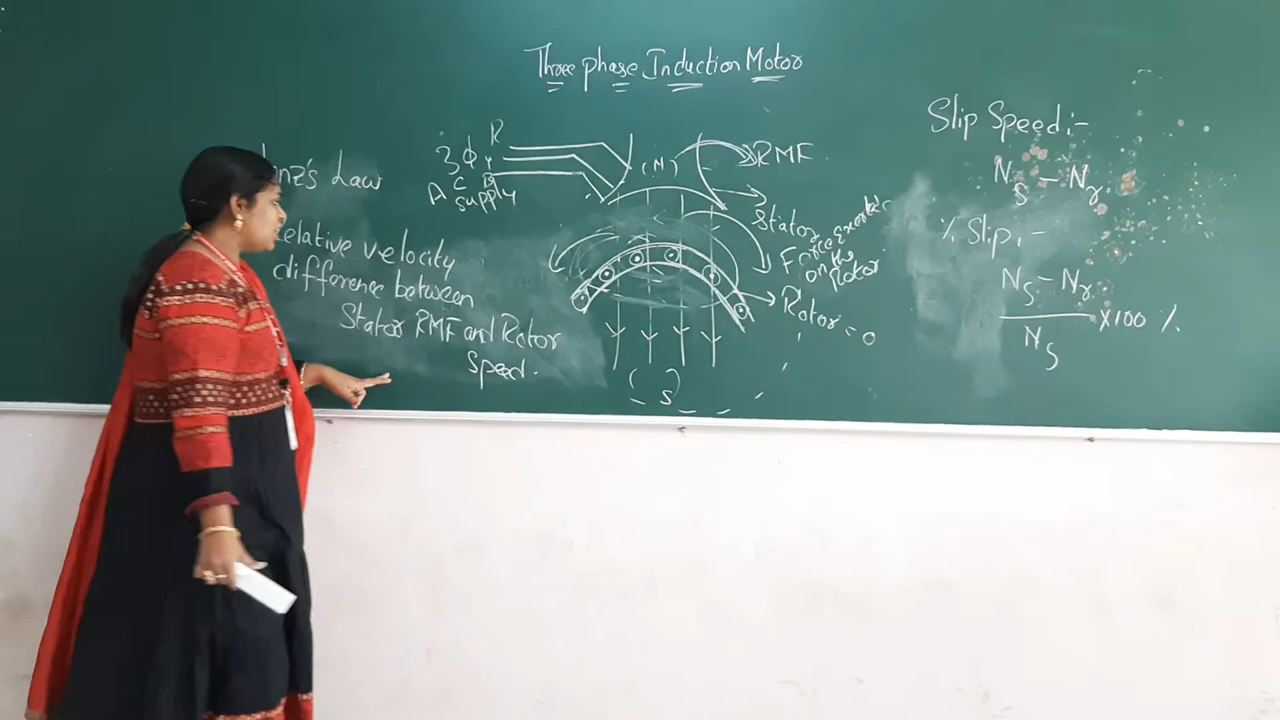 Three phase Induction Motor
nz's Law
elative velocity
difference between
Stator RMF and Rotor
Speed.
R
3 ϕ Y
A C B
Supply
(N)
RMF
Stator
Force exerted
on the
Rotor
Rotor = 0
(S)
Slip Speed:-
Ns - Nr
% Slip:-
Ns - Nr
X100 %
Ns